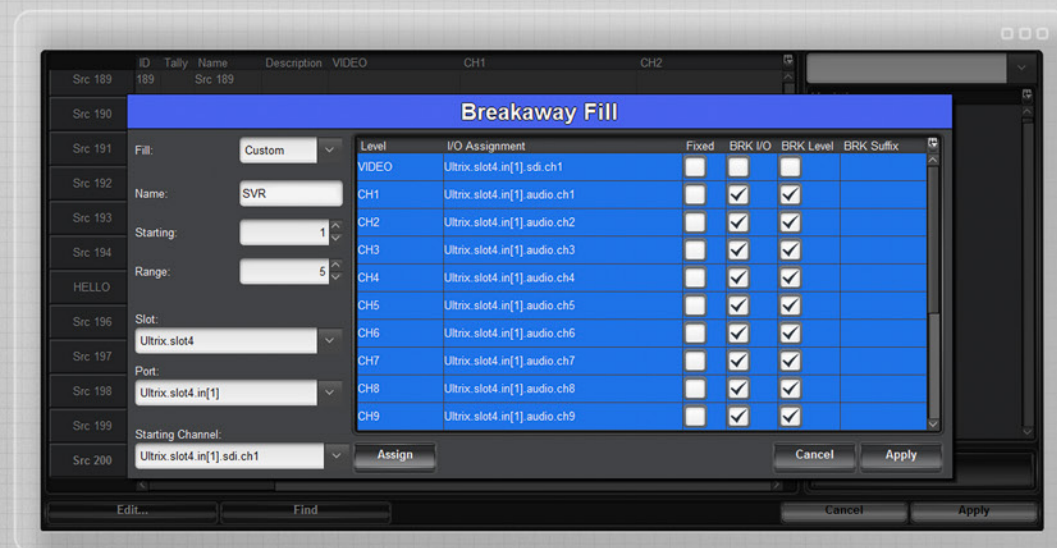 ID Tally Name Description VIDEO CH1 CH2
Src 189 189 Src 189
Src 190
Src 191
Src 192
Src 193
Src 194
HELLO
Src 196
Src 197
Src 198
Src 199
Src 200
Breakaway Fill
Fill: Custom
Name: SVR
Starting: 1
Range: 5
Slot:
Ultrix.slot4
Port:
Ultrix.slot4.in[1]
Starting Channel:
Ultrix.slot4.in[1].sdi.ch1
Level I/O Assignment Fixed BRK I/O BRK Level BRK Suffix
VIDEO Ultrix.slot4.in[1].sdi.ch1
CH1 Ultrix.slot4.in[1].audio.ch1
CH2 Ultrix.slot4.in[1].audio.ch2
CH3 Ultrix.slot4.in[1].audio.ch3
CH4 Ultrix.slot4.in[1].audio.ch4
CH5 Ultrix.slot4.in[1].audio.ch5
CH6 Ultrix.slot4.in[1].audio.ch6
CH7 Ultrix.slot4.in[1].audio.ch7
CH8 Ultrix.slot4.in[1].audio.ch8
CH9 Ultrix.slot4.in[1].audio.ch9
Assign Cancel Apply
Edit... Find Cancel Apply